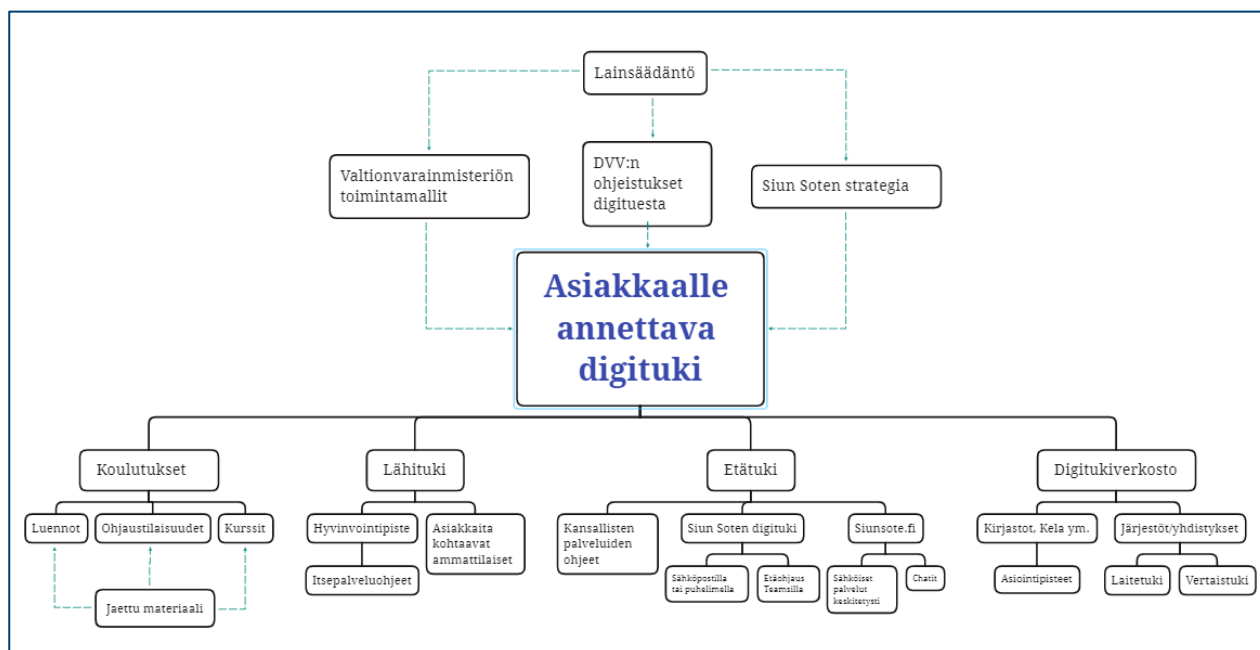 Lainsäädäntö
Valtionvarainmisteriön
toimintamallit
DVV:n
ohjeistukset
digituesta
Siun Soten strategia
Asiakkaalle
annettava
digituki
Koulutukset
Lähituki
Etätuki
Digitukiverkosto
Luennot
Ohjaustilaisuudet
Kurssit
Jaettu materiaali
Hyvinvointipiste
Itsepalveluohjeet
Asiakkaita
kohtaavat
ammattilaiset
Kansallisten
palveluiden
ohjeet
Siun Soten digituki
Sähköpostilla
tai puhelimella
Etäohjaus
Teamsilla
Siunsote.fi
Sähköiset
palvelut
keskitetysti
Chatit
Kirjastot, Kela ym.
Asiointipisteet
Järjestöt/yhdistykset
Laitetuki
Vertaistuki